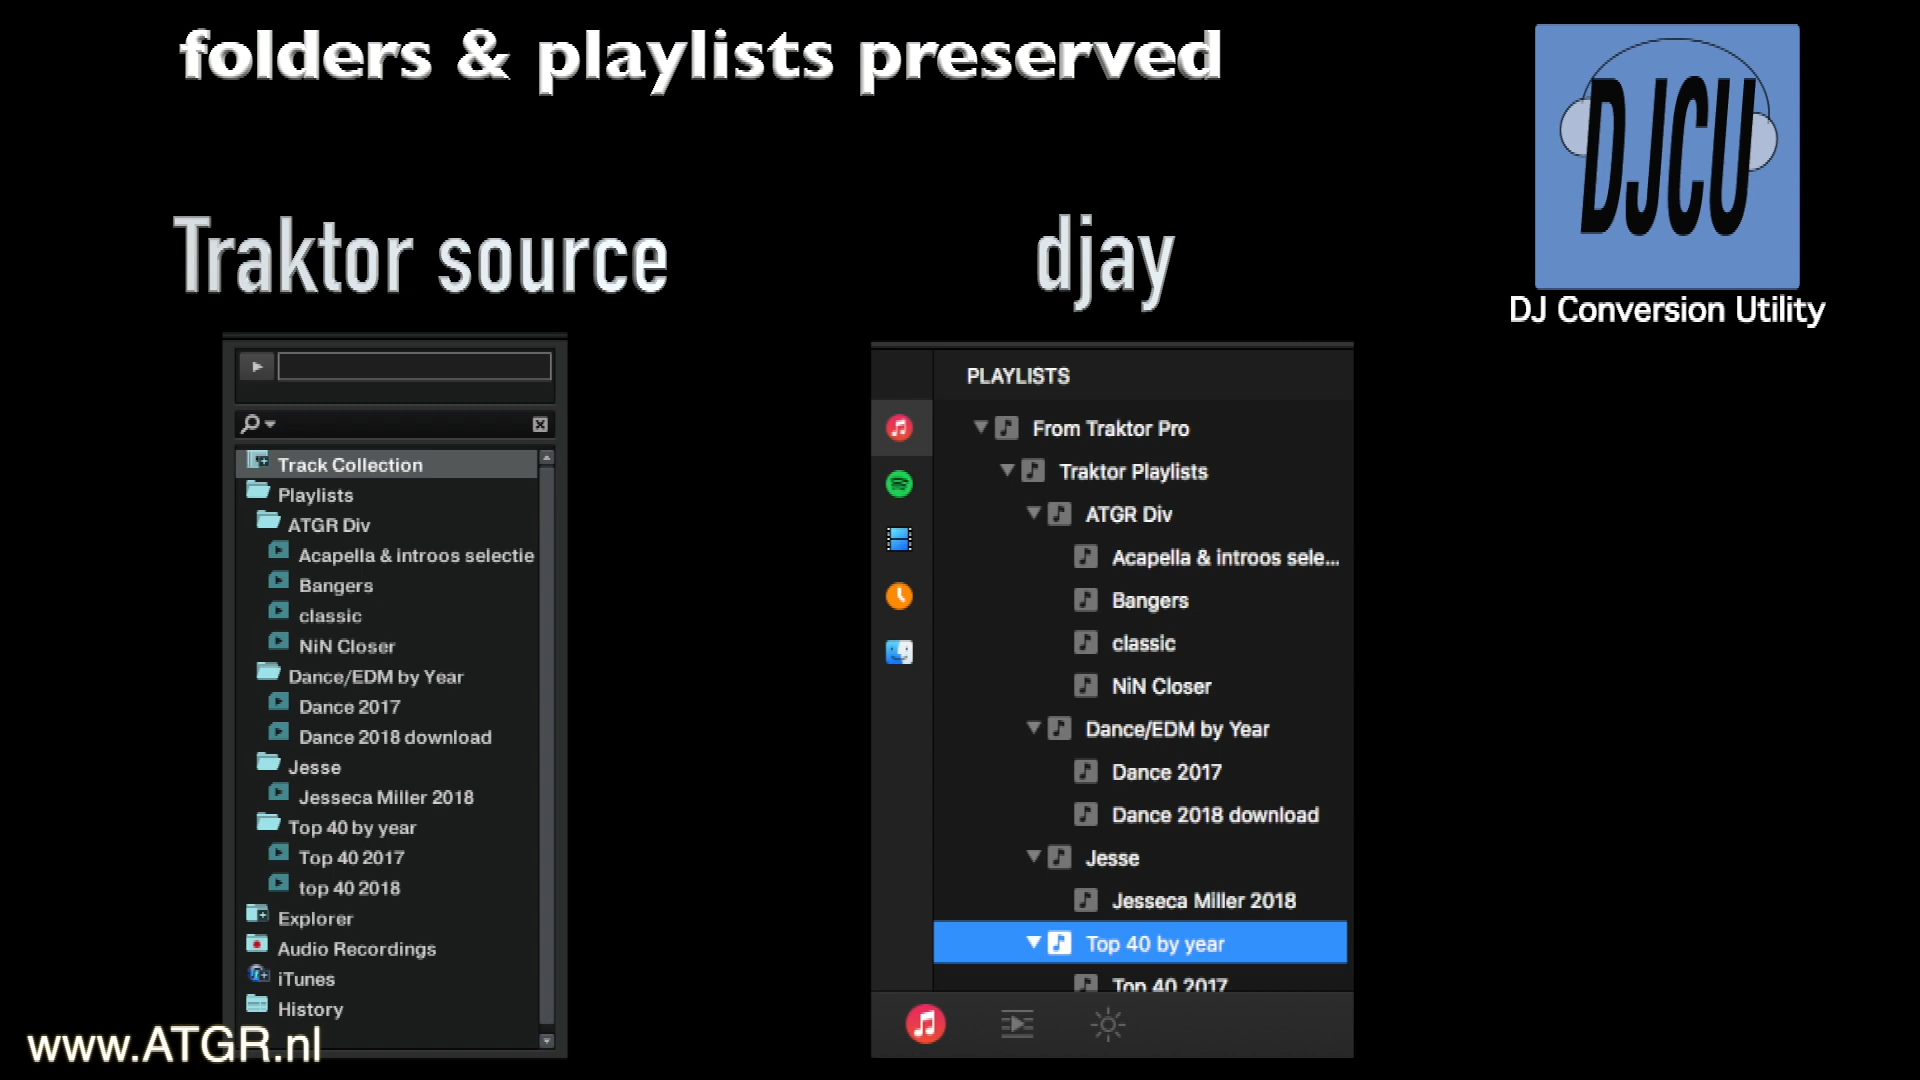 folders & playlists preserved
DJCU
DJ Conversion Utility
Traktor source
Track Collection
Playlists
ATGR Div
Acapella & introos selectie
Bangers
classic
NiN Closer
Dance/EDM by Year
Dance 2017
Dance 2018 download
Jesse
Jesseca Miller 2018
Top 40 by year
Top 40 2017
top 40 2018
Explorer
Audio Recordings
iTunes
History
djay
PLAYLISTS
From Traktor Pro
Traktor Playlists
ATGR Div
Acapella & introos sele...
Bangers
classic
NiN Closer
Dance/EDM by Year
Dance 2017
Dance 2018 download
Jesse
Jesseca Miller 2018
Top 40 by year
Top 40 2017
www.ATGR.nl